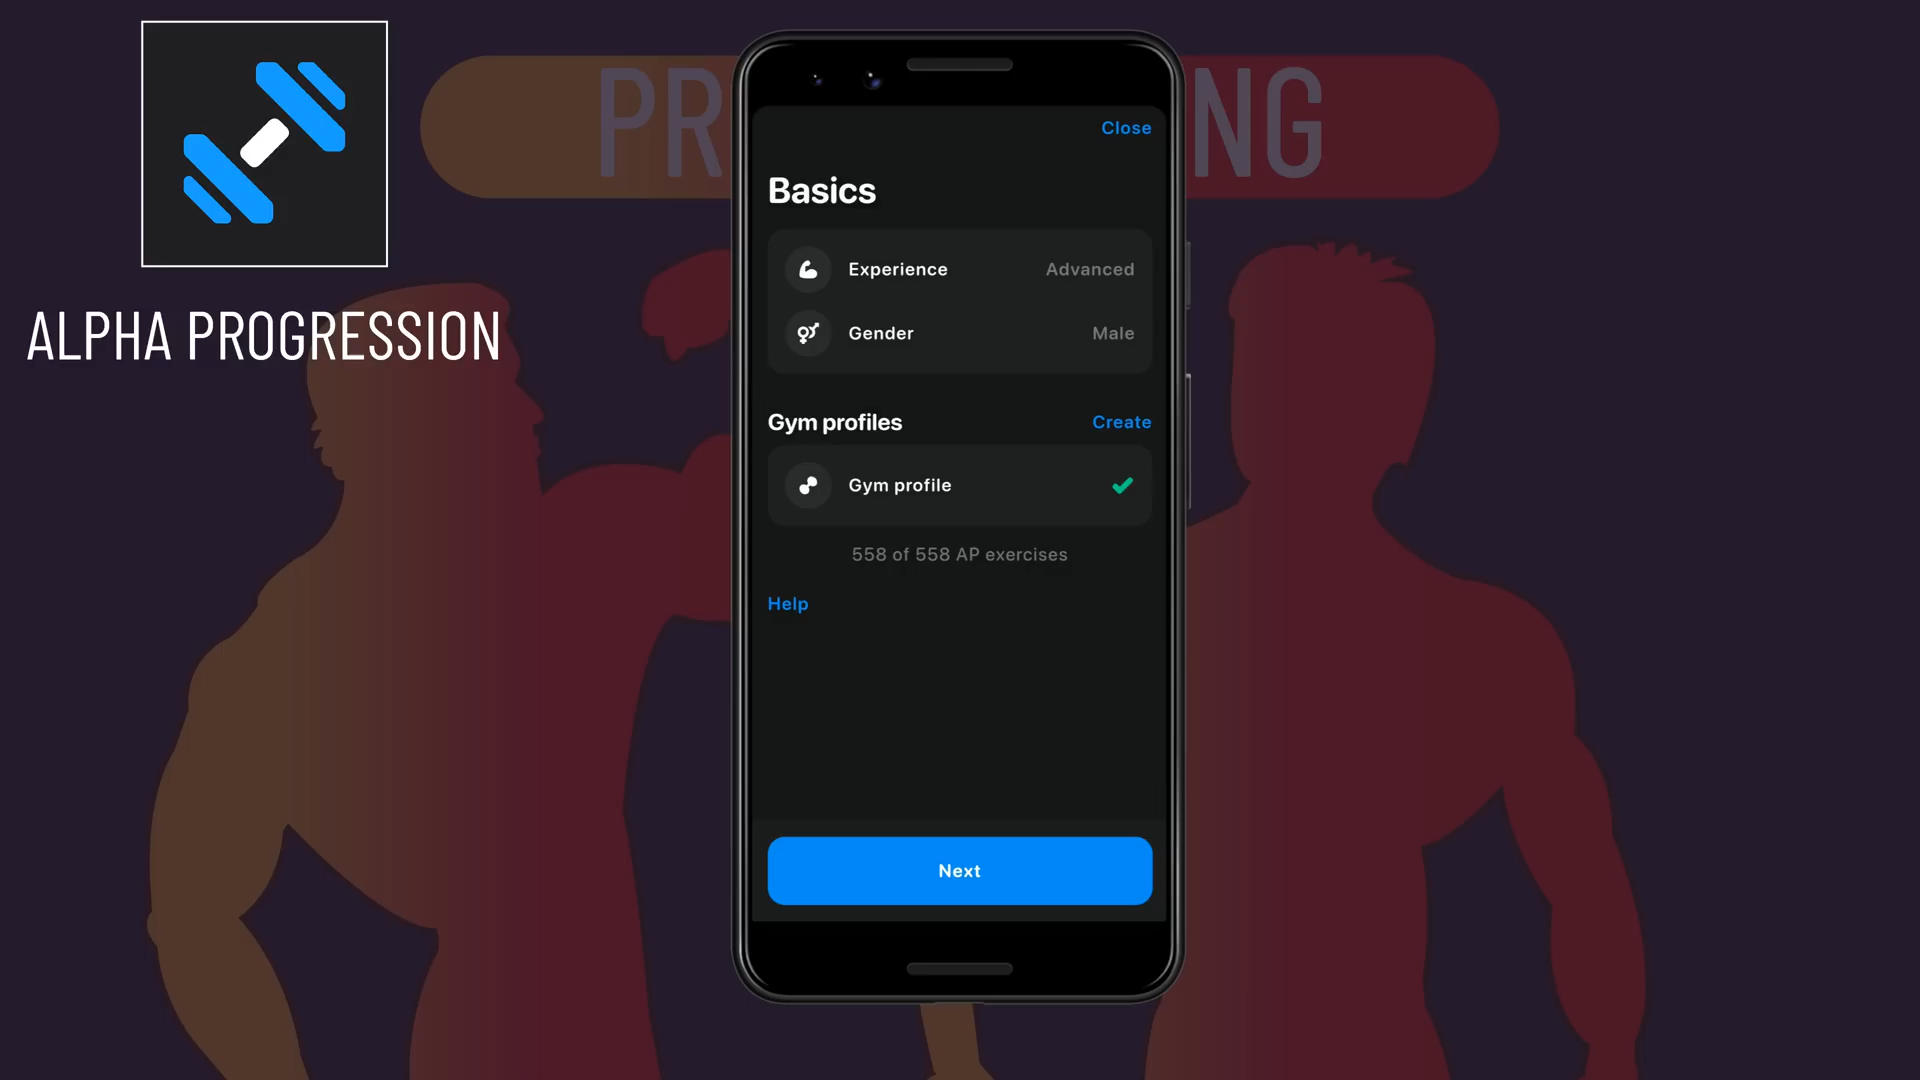 ALPHA PROGRESSION
Close
Basics
Experience Advanced
Gender Male
Gym profiles Create
Gym profile
558 of 558 AP exercises
Help
Next